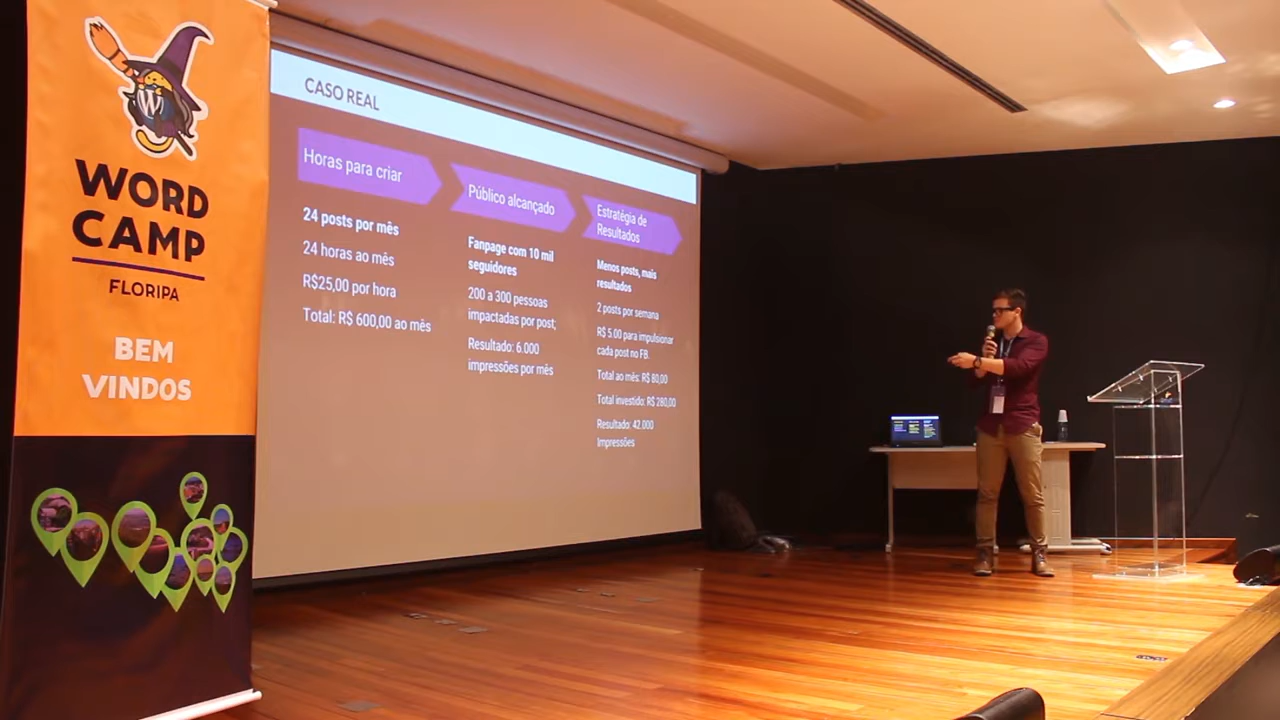 WORD
CAMP
FLORIPA
BEM
VINDOS
CASO REAL
Horas para criar
24 posts por mês
24 horas ao mês
R$25,00 por hora
Total: R$ 600,00 ao mês
Público alcançado
Fanpage com 10 mil
seguidores
200 a 300 pessoas
impactadas por post;
Resultado: 6.000
impressões por mês
Estratégia de
Resultados
Menos posts, mais
resultados
2 posts por semana
R$ 5.00 para impulsionar
cada post no FB.
Total ao mês: R$ 80,00
Total investido: R$ 280,00
Resultado: 42.000
Impressões